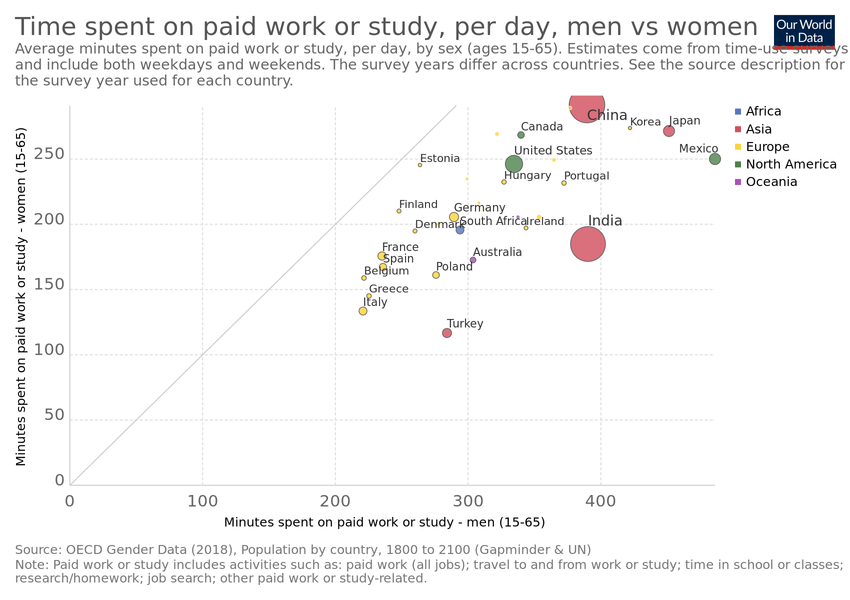 Time spent on paid work or study, per day, men vs women
Our World
in Data
Average minutes spent on paid work or study, per day, by sex (ages 15-65). Estimates come from time-use surveys
and include both weekdays and weekends. The survey years differ across countries. See the source description for
the survey year used for each country.
Minutes spent on paid work or study - women (15-65)
250
200
150
100
50
0
China
Korea
Japan
Canada
Mexico
United States
Estonia
Hungary
Portugal
Finland
Germany
Denmark
South Africa
Ireland
India
France
Spain
Australia
Belgium
Poland
Greece
Italy
Turkey
Africa
Asia
Europe
North America
Oceania
0
100
200
300
400
Minutes spent on paid work or study - men (15-65)
Source: OECD Gender Data (2018), Population by country, 1800 to 2100 (Gapminder & UN)
Note: Paid work or study includes activities such as: paid work (all jobs); travel to and from work or study; time in school or classes;
research/homework; job search; other paid work or study-related.